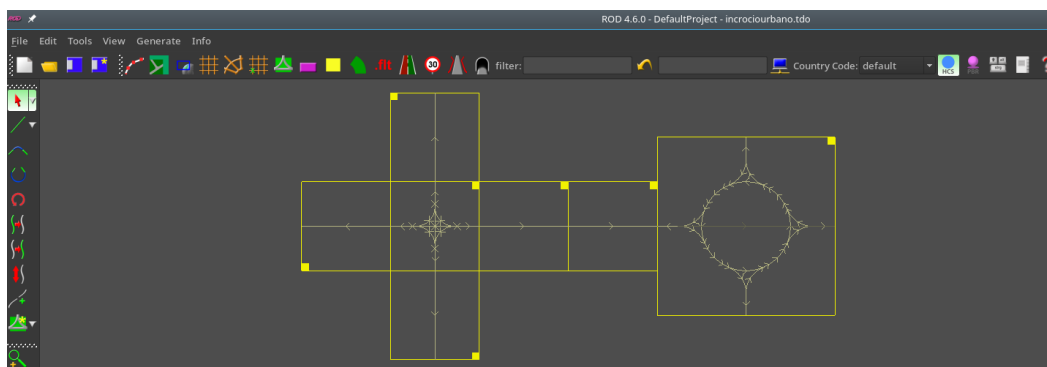 ROD 4.6.0 - DefaultProject - incrociourbano.tdo
File Edit Tools View Generate Info
.flt 30 filter: Country Code: default HCS